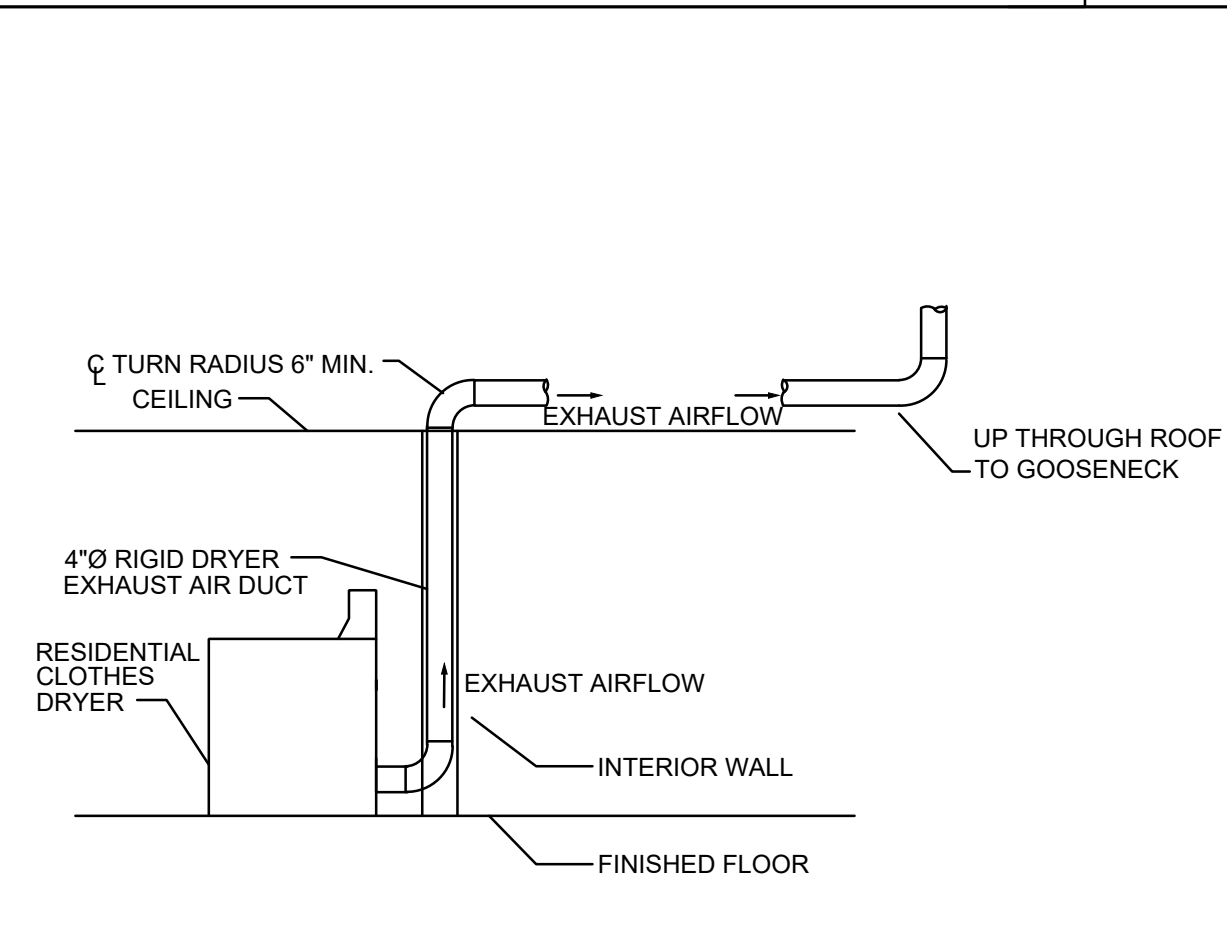 ℄ TURN RADIUS 6" MIN.
CEILING
EXHAUST AIRFLOW
UP THROUGH ROOF
TO GOOSENECK
4"Ø RIGID DRYER
EXHAUST AIR DUCT
RESIDENTIAL
CLOTHES
DRYER
EXHAUST AIRFLOW
INTERIOR WALL
FINISHED FLOOR